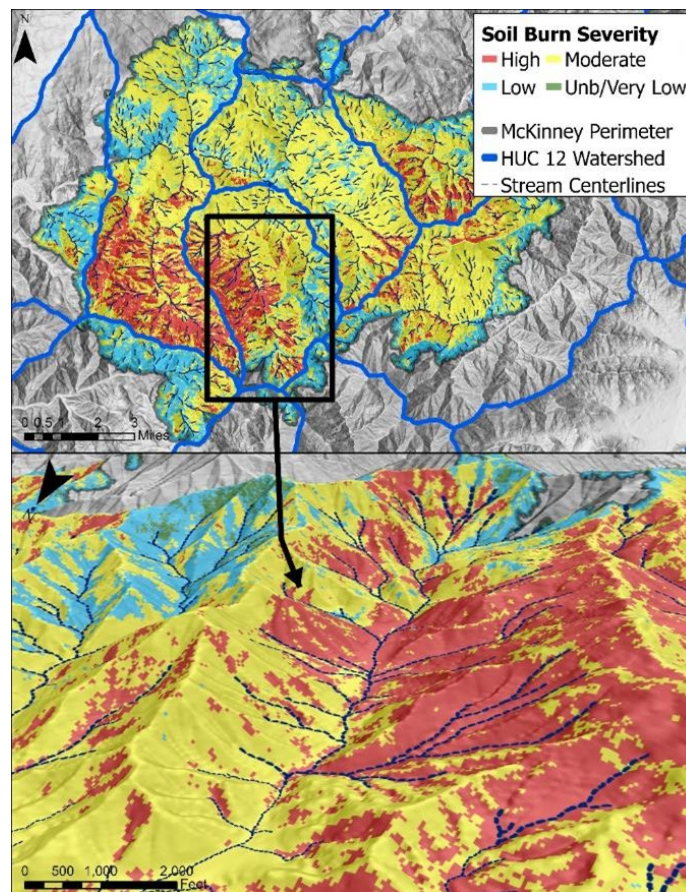 N
Soil Burn Severity
High Moderate
Low Unb/Very Low
McKinney Perimeter
HUC 12 Watershed
Stream Centerlines
0 0.5 1 2 3
Miles
N
0 500 1,000 2,000
Feet